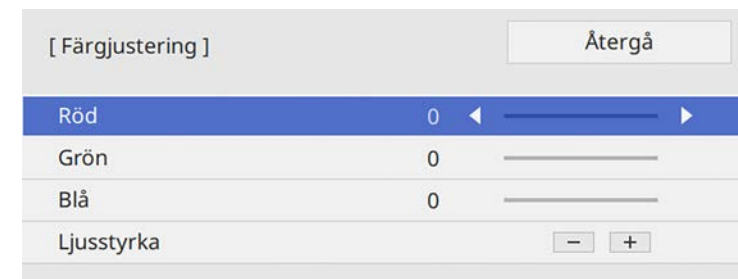 [ Färgjustering ]
Återgå
Röd 0
Grön 0
Blå 0
Ljusstyrka − +